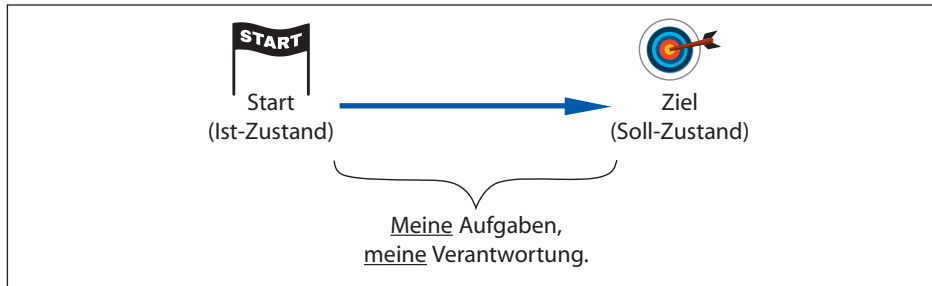 START
Start
(Ist-Zustand)
Ziel
(Soll-Zustand)
Meine Aufgaben,
meine Verantwortung.